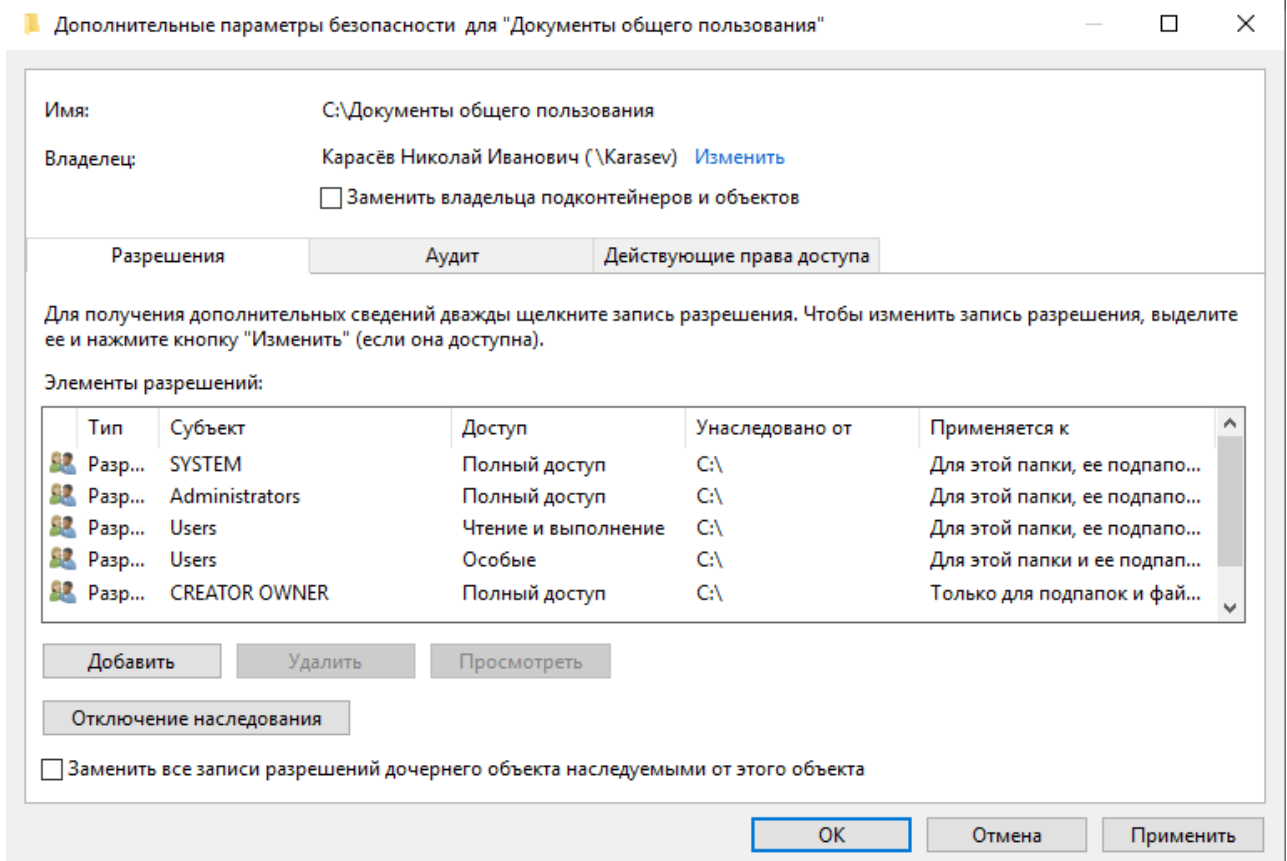 Дополнительные параметры безопасности для "Документы общего пользования"
Имя: C:\Документы общего пользования
Владелец: Карасёв Николай Иванович (\Karasev) Изменить
Заменить владельца подконтейнеров и объектов
Разрешения Аудит Действующие права доступа
Для получения дополнительных сведений дважды щелкните запись разрешения. Чтобы изменить запись разрешения, выделите
ее и нажмите кнопку "Изменить" (если она доступна).
Элементы разрешений:
Тип Субъект Доступ Унаследовано от Применяется к
Разр... SYSTEM Полный доступ C:\ Для этой папки, ее подпапо...
Разр... Administrators Полный доступ C:\ Для этой папки, ее подпапо...
Разр... Users Чтение и выполнение C:\ Для этой папки, ее подпапо...
Разр... Users Особые C:\ Для этой папки и ее подпап...
Разр... CREATOR OWNER Полный доступ C:\ Только для подпапок и фай...
Добавить Удалить Просмотреть
Отключение наследования
Заменить все записи разрешений дочернего объекта наследуемыми от этого объекта
ОК Отмена Применить